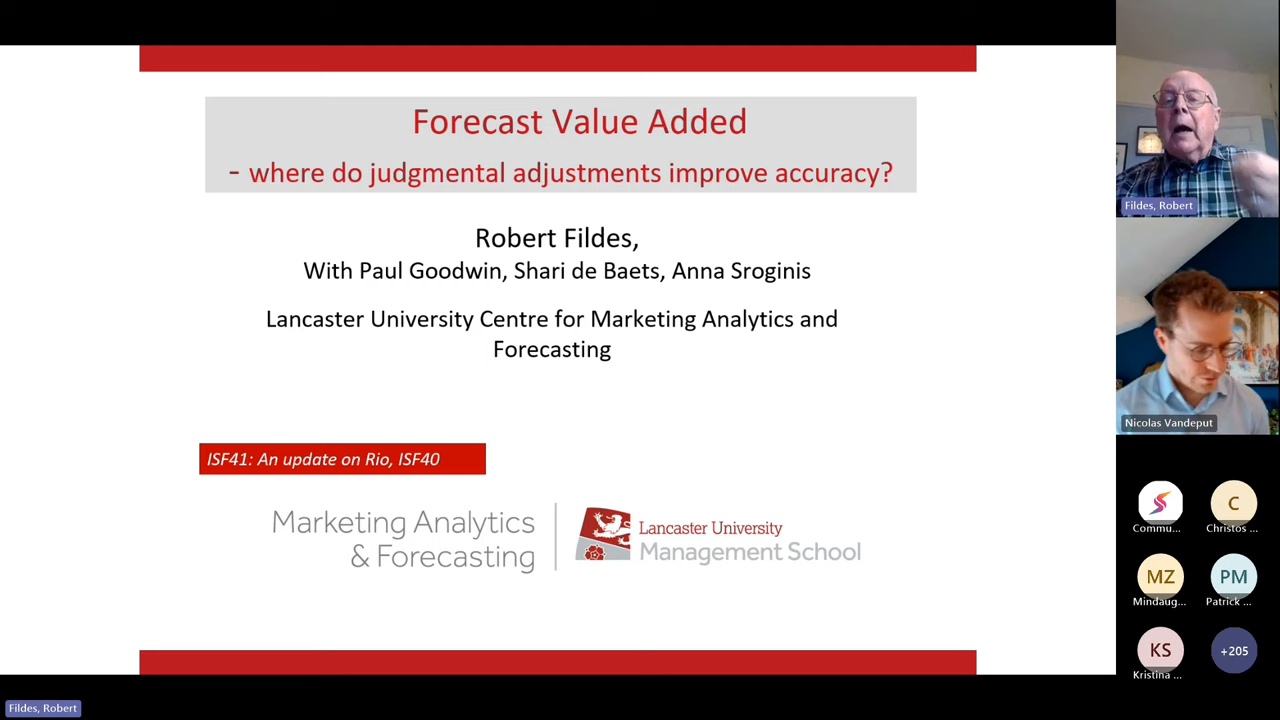 Forecast Value Added
- where do judgmental adjustments improve accuracy?
Robert Fildes,
With Paul Goodwin, Shari de Baets, Anna Sroginis
Lancaster University Centre for Marketing Analytics and
Forecasting
ISF41: An update on Rio, ISF40
Marketing Analytics
& Forecasting
Lancaster University
Management School
Fildes, Robert
Nicolas Vandeput
Commu...
C
Christos ...
MZ
Mindaug...
PM
Patrick ...
KS
Kristina ...
+205
Fildes, Robert